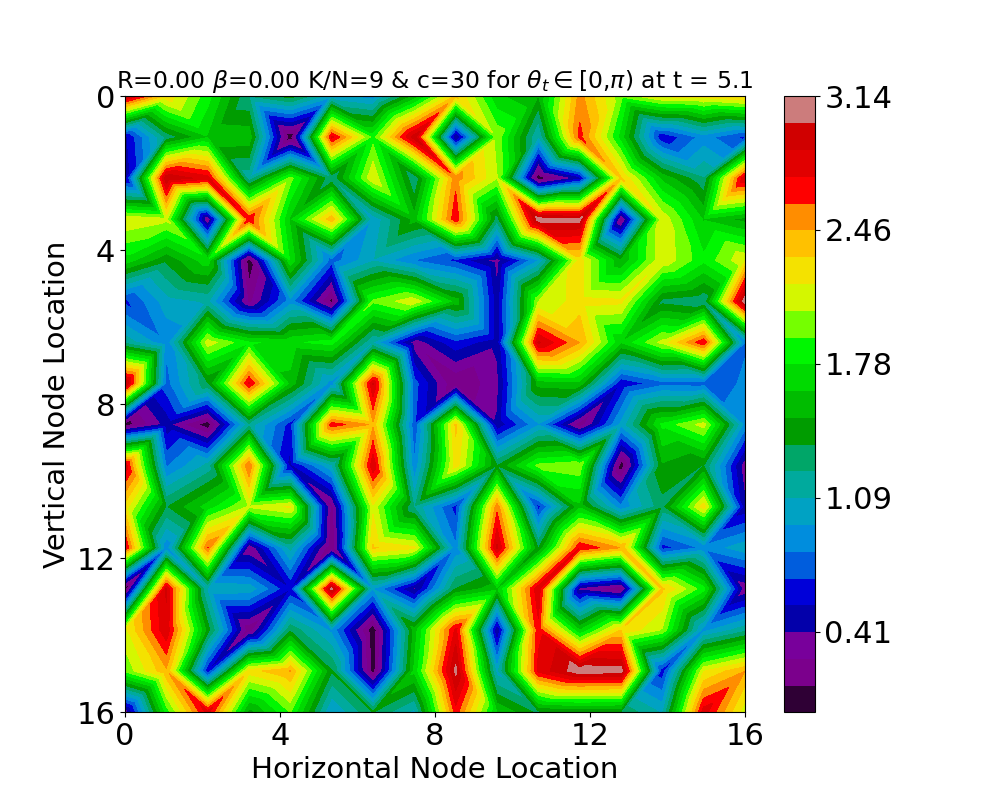 R=0.00 β=0.00 K/N=9 & c=30 for θₜ ∈ [0,π) at t = 5.1
0
4
8
12
16
Vertical Node Location
0 4 8 12 16
Horizontal Node Location
3.14
2.46
1.78
1.09
0.41